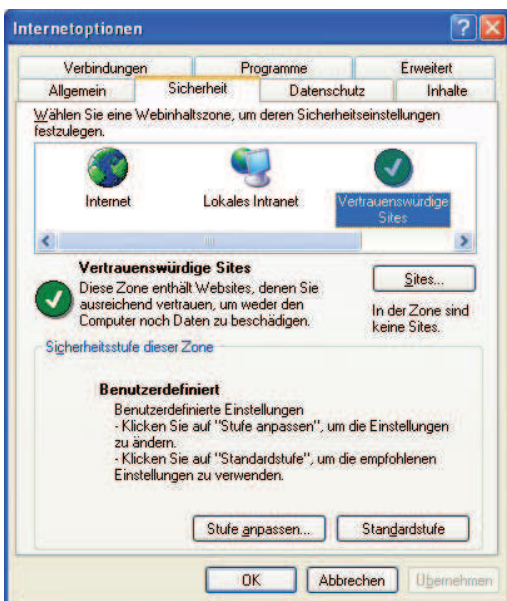 Internetoptionen
Verbindungen Programme Erweitert
Allgemein Sicherheit Datenschutz Inhalte
Wählen Sie eine Webinhaltszone, um deren Sicherheitseinstellungen
festzulegen.
Internet Lokales Intranet Vertrauenswürdige
Sites
Vertrauenswürdige Sites
Diese Zone enthält Websites, denen Sie
ausreichend vertrauen, um weder den
Computer noch Daten zu beschädigen.
Sites...
In der Zone sind
keine Sites.
Sicherheitsstufe dieser Zone
Benutzerdefiniert
Benutzerdefinierte Einstellungen
- Klicken Sie auf "Stufe anpassen", um die Einstellungen
zu ändern.
- Klicken Sie auf "Standardstufe", um die empfohlenen
Einstellungen zu verwenden.
Stufe anpassen... Standardstufe
OK Abbrechen Übernehmen